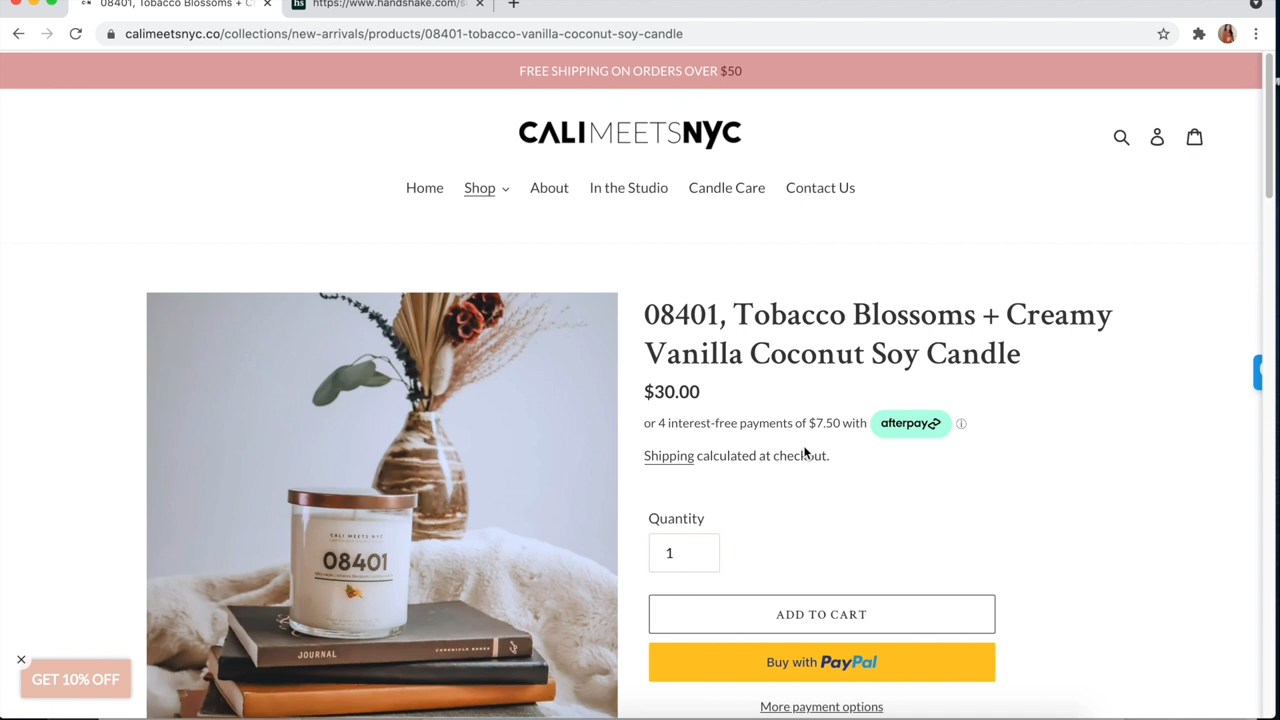 08401, Tobacco Blossoms + C
https://www.handshake.com/s
calimeetsnyc.co/collections/new-arrivals/products/08401-tobacco-vanilla-coconut-soy-candle
FREE SHIPPING ON ORDERS OVER $50
CALIMEETSNYC
Home Shop About In the Studio Candle Care Contact Us
08401, Tobacco Blossoms + Creamy
Vanilla Coconut Soy Candle
$30.00
or 4 interest-free payments of $7.50 with afterpay
Shipping calculated at checkout.
Quantity
1
ADD TO CART
Buy with PayPal
More payment options
CALI MEETS NYC
08401
JOURNAL
CHRONICLE BOOKS
GET 10% OFF